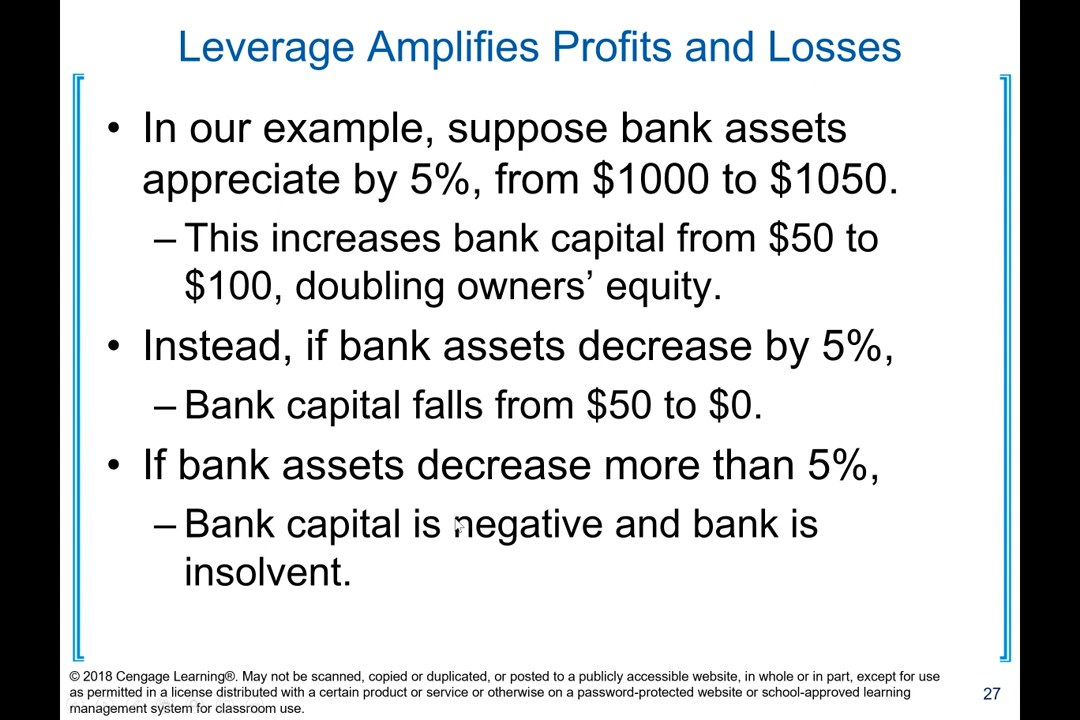 Leverage Amplifies Profits and Losses
• In our example, suppose bank assets
appreciate by 5%, from $1000 to $1050.
– This increases bank capital from $50 to
$100, doubling owners’ equity.
• Instead, if bank assets decrease by 5%,
– Bank capital falls from $50 to $0.
• If bank assets decrease more than 5%,
– Bank capital is negative and bank is
insolvent.
© 2018 Cengage Learning®. May not be scanned, copied or duplicated, or posted to a publicly accessible website, in whole or in part, except for use
as permitted in a license distributed with a certain product or service or otherwise on a password-protected website or school-approved learning
management system for classroom use.
27